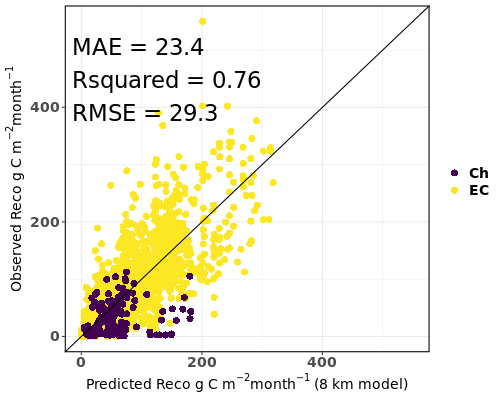 MAE = 23.4
Rsquared = 0.76
RMSE = 29.3
Observed Reco g C m⁻²month⁻¹
400
200
0
0 200 400
Predicted Reco g C m⁻²month⁻¹ (8 km model)
Ch
EC